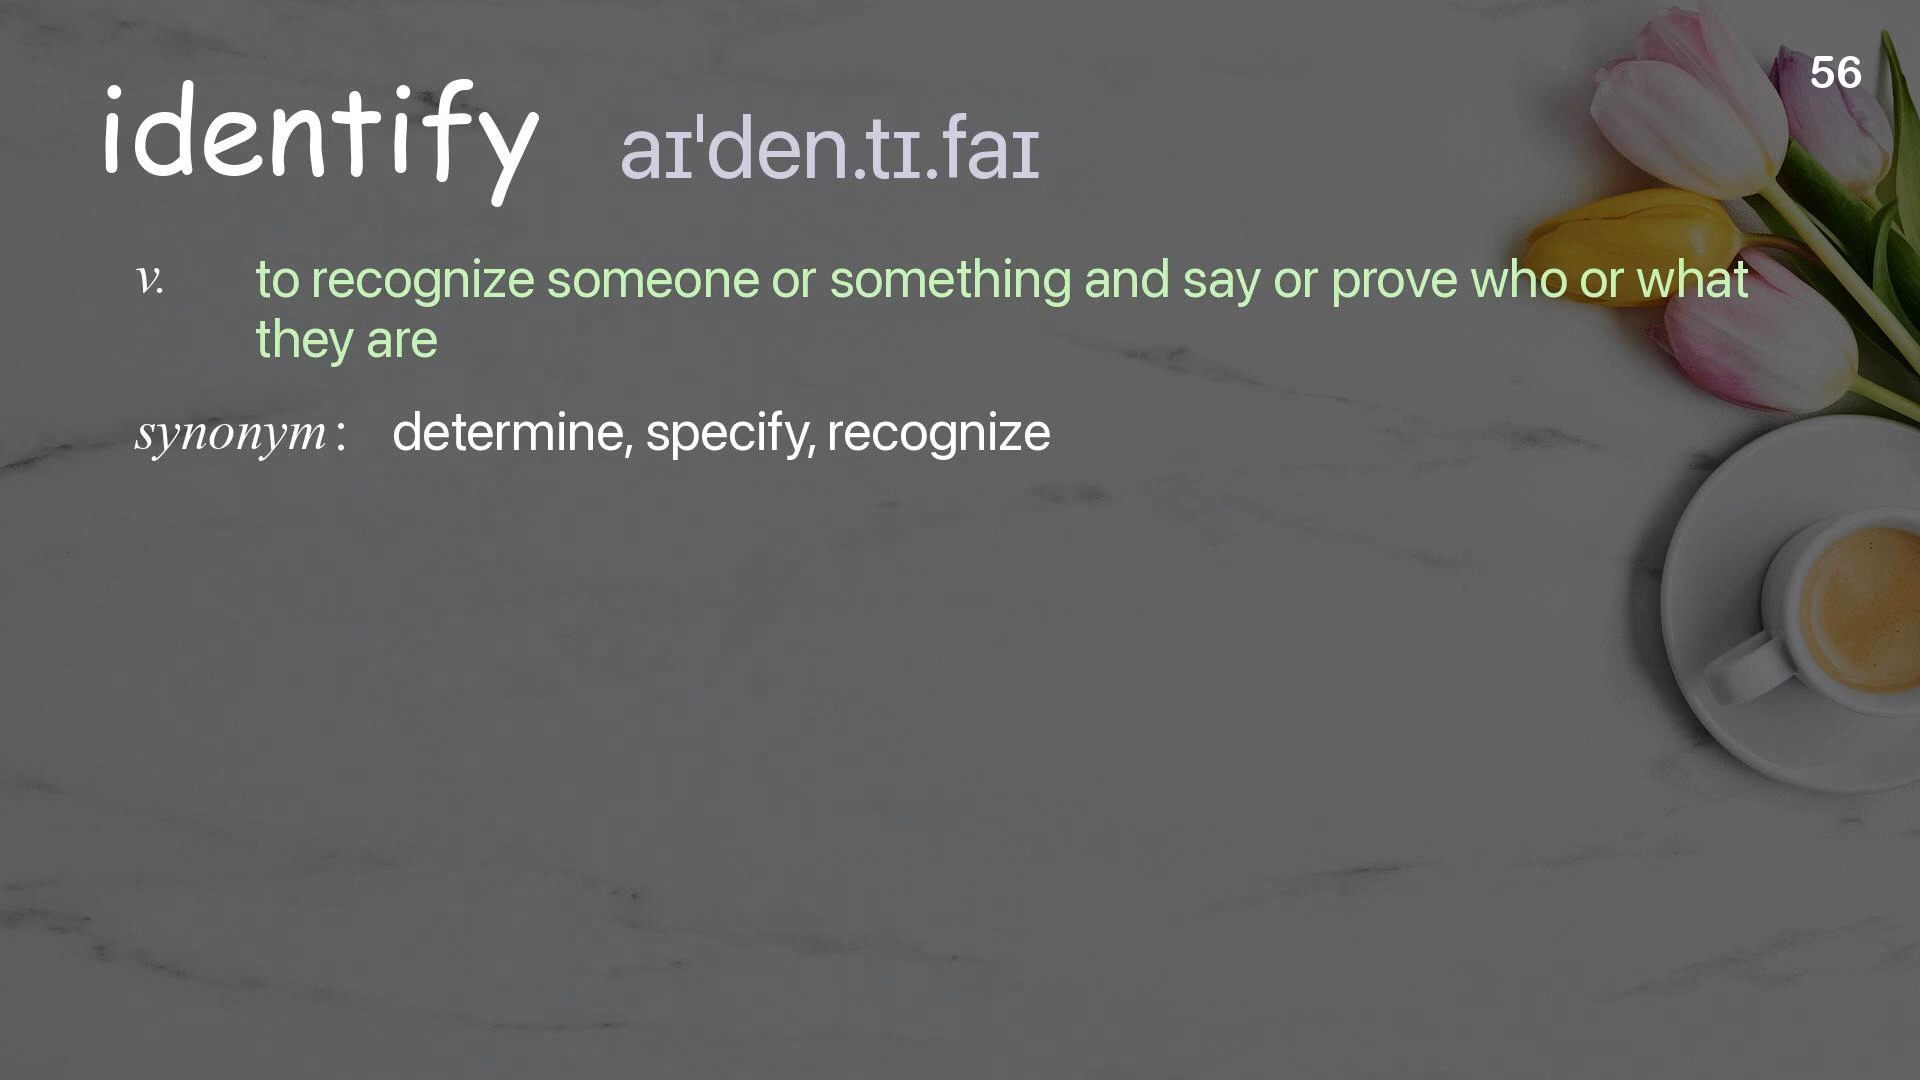 56
identify aɪˈden.tɪ.faɪ
v. to recognize someone or something and say or prove who or what
they are
synonym: determine, specify, recognize